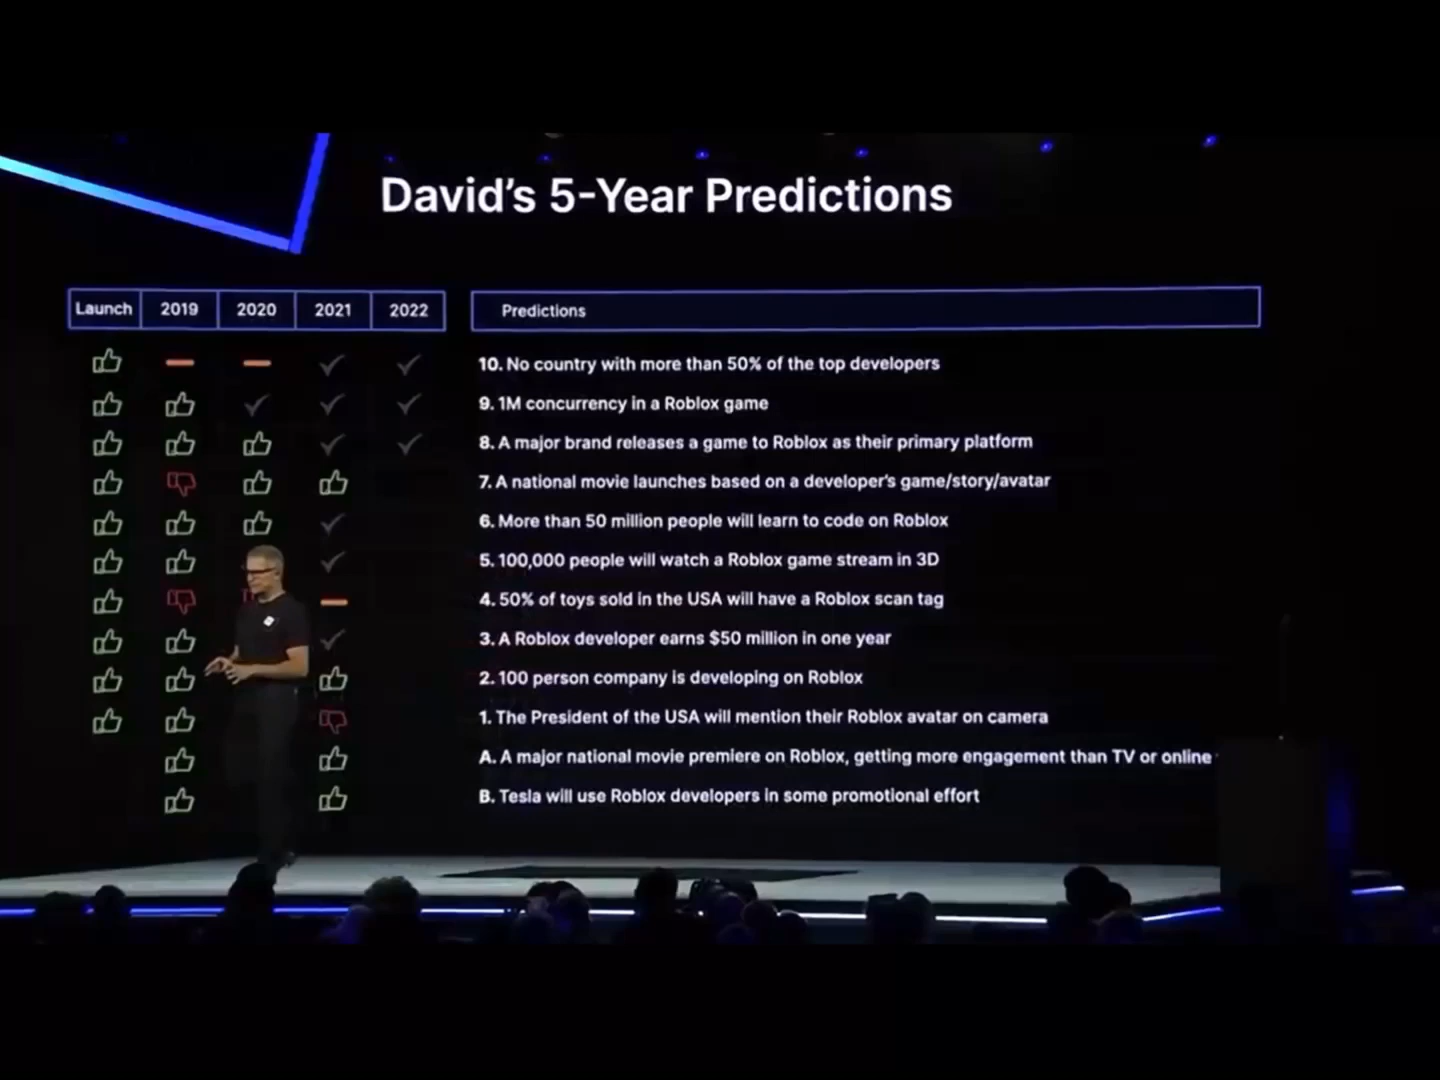 David's 5-Year Predictions
Launch 2019 2020 2021 2022 Predictions
10. No country with more than 50% of the top developers
9. 1M concurrency in a Roblox game
8. A major brand releases a game to Roblox as their primary platform
7. A national movie launches based on a developer's game/story/avatar
6. More than 50 million people will learn to code on Roblox
5. 100,000 people will watch a Roblox game stream in 3D
4. 50% of toys sold in the USA will have a Roblox scan tag
3. A Roblox developer earns $50 million in one year
2. 100 person company is developing on Roblox
1. The President of the USA will mention their Roblox avatar on camera
A. A major national movie premiere on Roblox, getting more engagement than TV or online
B. Tesla will use Roblox developers in some promotional effort